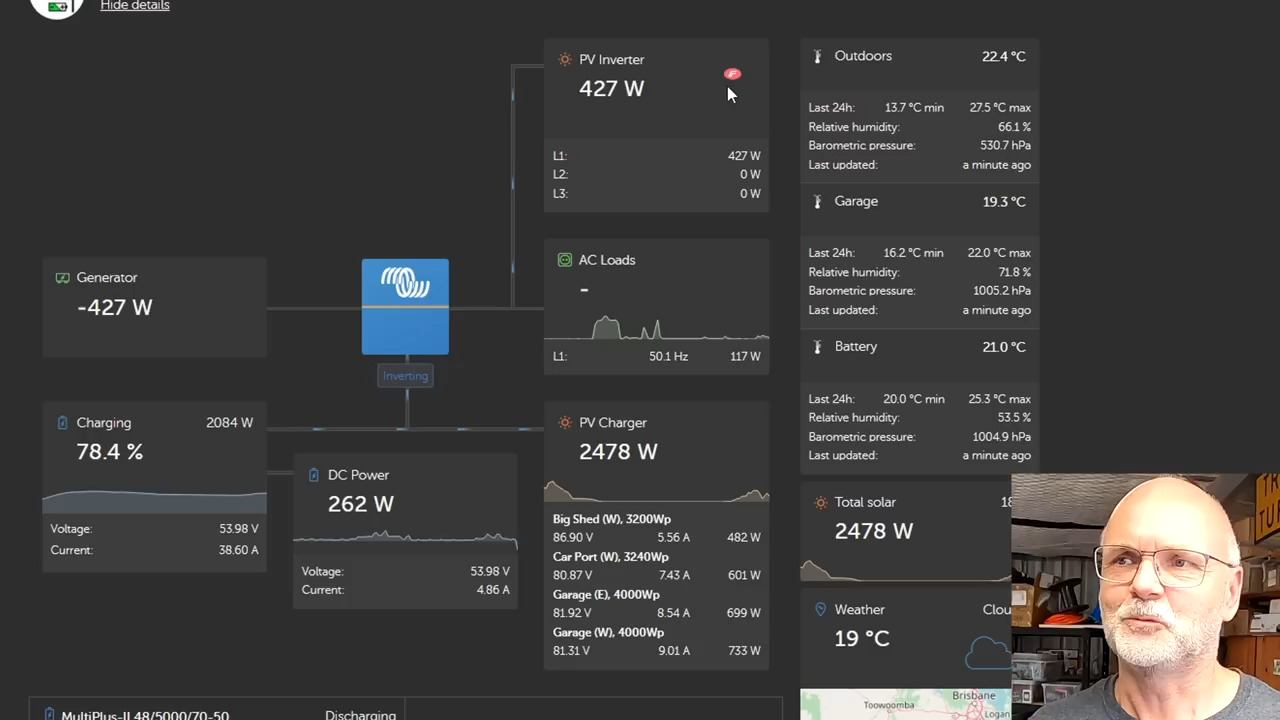 Hide details
PV Inverter
427 W
L1: 427 W
L2: 0 W
L3: 0 W
Generator
-427 W
Inverting
AC Loads
-
L1: 50.1 Hz 117 W
Charging 2084 W
78.4 %
Voltage: 53.98 V
Current: 38.60 A
DC Power
262 W
Voltage: 53.98 V
Current: 4.86 A
PV Charger
2478 W
Big Shed (W), 3200Wp
86.90 V 5.56 A 482 W
Car Port (W), 3240Wp
80.87 V 7.43 A 601 W
Garage (E), 4000Wp
81.92 V 8.54 A 699 W
Garage (W), 4000Wp
81.31 V 9.01 A 733 W
Outdoors 22.4 °C
Last 24h: 13.7 °C min 27.5 °C max
Relative humidity: 66.1 %
Barometric pressure: 530.7 hPa
Last updated: a minute ago
Garage 19.3 °C
Last 24h: 16.2 °C min 22.0 °C max
Relative humidity: 71.8 %
Barometric pressure: 1005.2 hPa
Last updated: a minute ago
Battery 21.0 °C
Last 24h: 20.0 °C min 25.3 °C max
Relative humidity: 53.5 %
Barometric pressure: 1004.9 hPa
Last updated: a minute ago
Total solar 18
2478 W
Weather Clou
19 °C
Brisbane
Toowoomba
Logan
MultiPlus-II 48/5000/70-50 Discharging